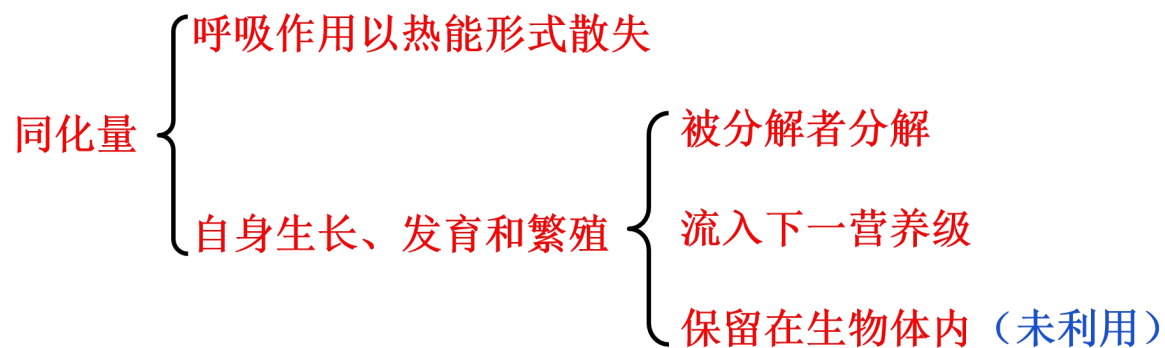 呼吸作用以热能形式散失
同化量
被分解者分解
自身生长、发育和繁殖
流入下一营养级
保留在生物体内（未利用）